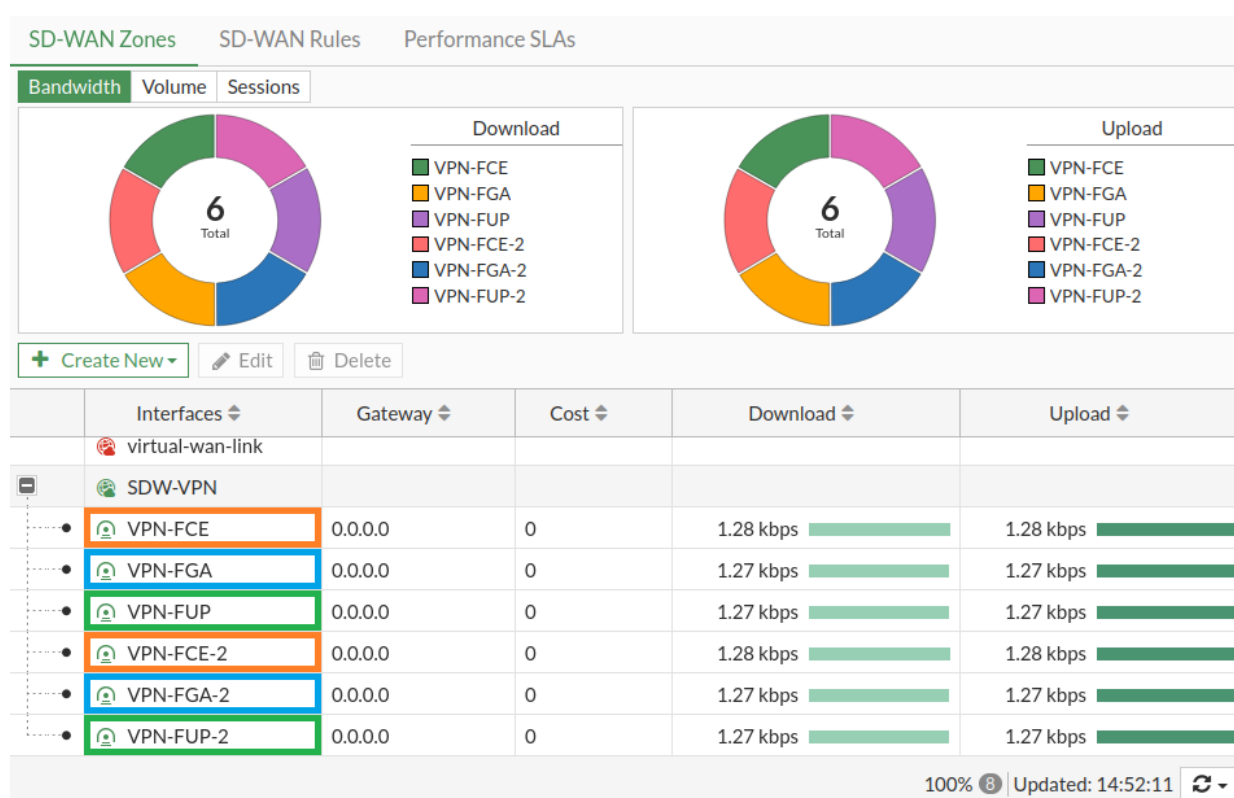 SD-WAN Zones SD-WAN Rules Performance SLAs
Bandwidth Volume Sessions
6
Total
Download
VPN-FCE
VPN-FGA
VPN-FUP
VPN-FCE-2
VPN-FGA-2
VPN-FUP-2
6
Total
Upload
VPN-FCE
VPN-FGA
VPN-FUP
VPN-FCE-2
VPN-FGA-2
VPN-FUP-2
+ Create New Edit Delete
Interfaces Gateway Cost Download Upload
virtual-wan-link
SDW-VPN
VPN-FCE 0.0.0.0 0 1.28 kbps 1.28 kbps
VPN-FGA 0.0.0.0 0 1.27 kbps 1.27 kbps
VPN-FUP 0.0.0.0 0 1.27 kbps 1.27 kbps
VPN-FCE-2 0.0.0.0 0 1.28 kbps 1.28 kbps
VPN-FGA-2 0.0.0.0 0 1.27 kbps 1.27 kbps
VPN-FUP-2 0.0.0.0 0 1.27 kbps 1.27 kbps
100% 8 Updated: 14:52:11